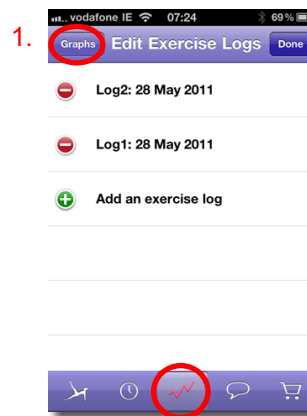 vodafone IE 07:24 69%
1.
Graphs Edit Exercise Logs Done
Log2: 28 May 2011
Log1: 28 May 2011
Add an exercise log